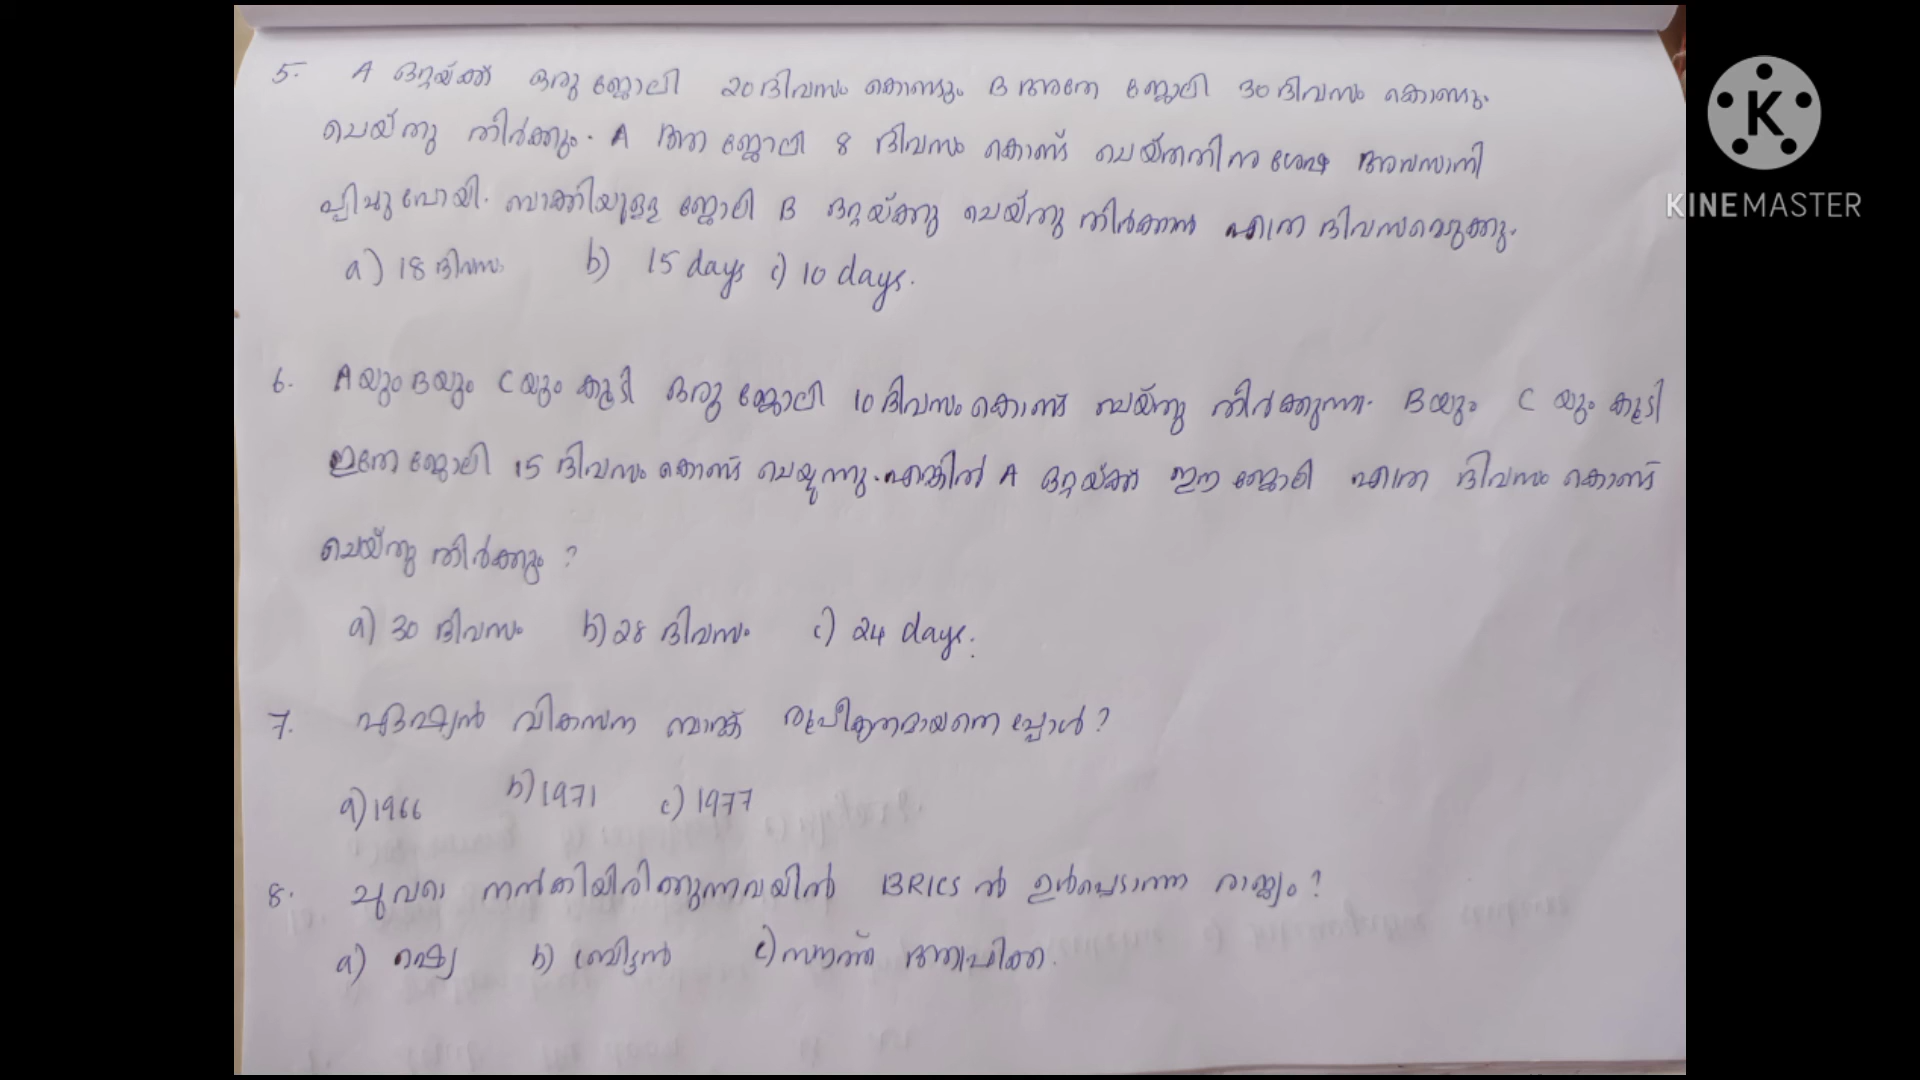 5. A ഒറ്റയ്ക്ക് ഒരു ജോലി 20 ദിവസം കൊണ്ടും B അതേ ജോലി 30 ദിവസം കൊണ്ടും
ചെയ്തു തീർക്കും. A ഈ ജോലി 8 ദിവസം കൊണ്ട് ചെയ്തതിനു ശേഷം അവസാനി
പ്പിച്ചു പോയി. ബാക്കിയുള്ള ജോലി B ഒറ്റയ്ക്കു ചെയ്തു തീർക്കാൻ എത്ര ദിവസമെടുക്കും.
a) 18 ദിവസം b) 15 days c) 10 days.
6. A യും B യും C യും കൂടി ഒരു ജോലി 10 ദിവസം കൊണ്ട് ചെയ്തു തീർക്കുന്നു. B യും C യും കൂടി
ഇതേ ജോലി 15 ദിവസം കൊണ്ട് ചെയ്യുന്നു. എങ്കിൽ A ഒറ്റയ്ക്ക് ഈ ജോലി എത്ര ദിവസം കൊണ്ട്
ചെയ്തു തീർക്കും?
a) 30 ദിവസം b) 28 ദിവസം c) 24 days.
7. ഏഷ്യൻ വികസന ബാങ്ക് രൂപീകൃതമായതെപ്പോൾ?
a) 1966 b) 1971 c) 1977
8. ചുവടെ നൽകിയിരിക്കുന്നവയിൽ BRICS ൽ ഉൾപ്പെടാത്ത രാജ്യം?
a) റഷ്യ b) ബ്രിട്ടൻ c) സൗത്ത് ആഫ്രിക്ക.
KINEMASTER